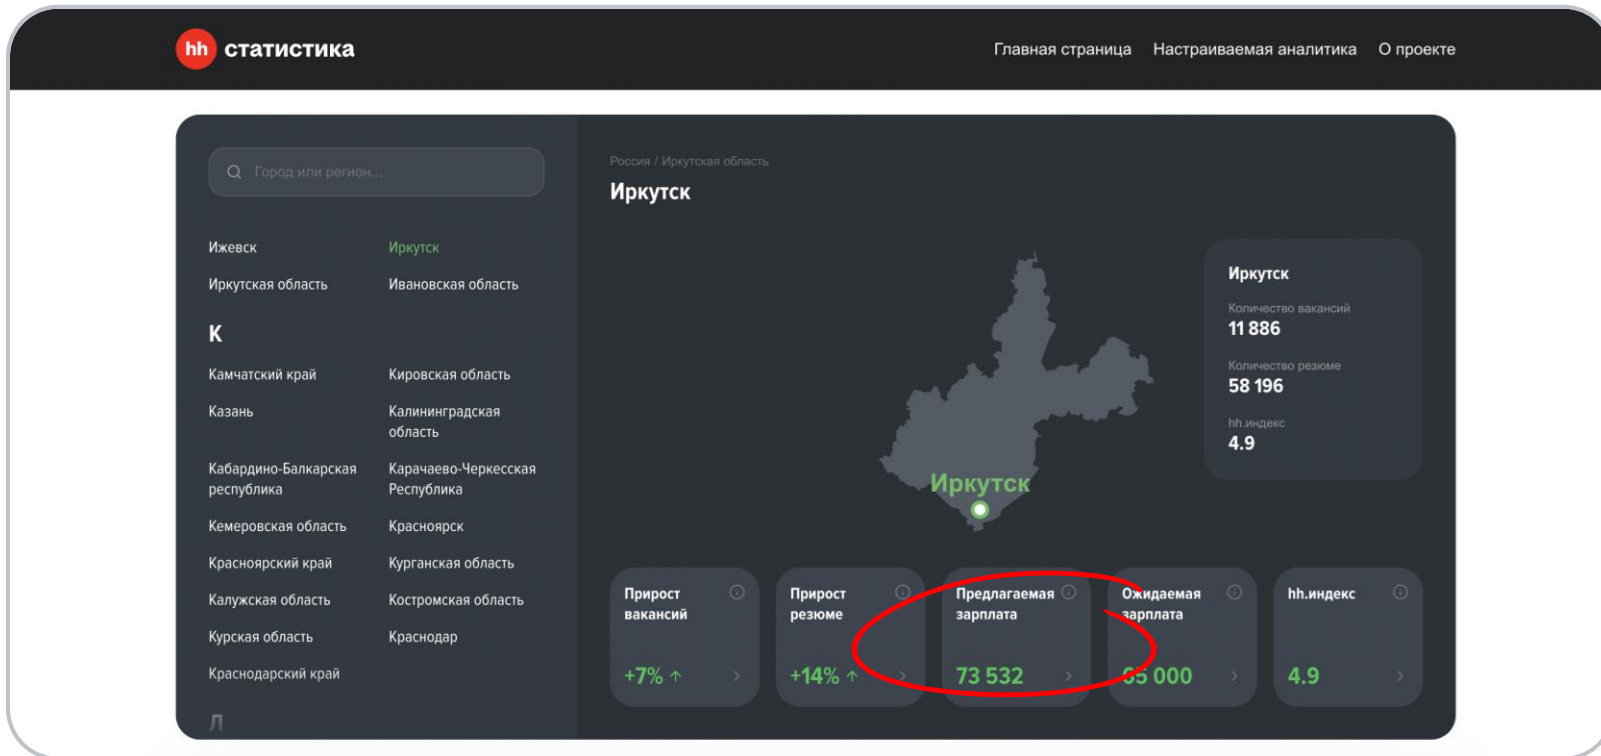 hh статистика
Главная страница Настраиваемая аналитика О проекте
Город или регион...
Ижевск Иркутск
Иркутская область Ивановская область
К
Камчатский край Кировская область
Казань Калининградская
область
Кабардино-Балкарская Карачаево-Черкесская
республика Республика
Кемеровская область Красноярск
Красноярский край Курганская область
Калужская область Костромская область
Курская область Краснодар
Краснодарский край
Л
Россия / Иркутская область
Иркутск
Иркутск
Иркутск
Количество вакансий
11 886
Количество резюме
58 196
hh.индекс
4.9
Прирост
вакансий
+7% ↑
Прирост
резюме
+14% ↑
Предлагаемая
зарплата
73 532
Ожидаемая
зарплата
65 000
hh.индекс
4.9